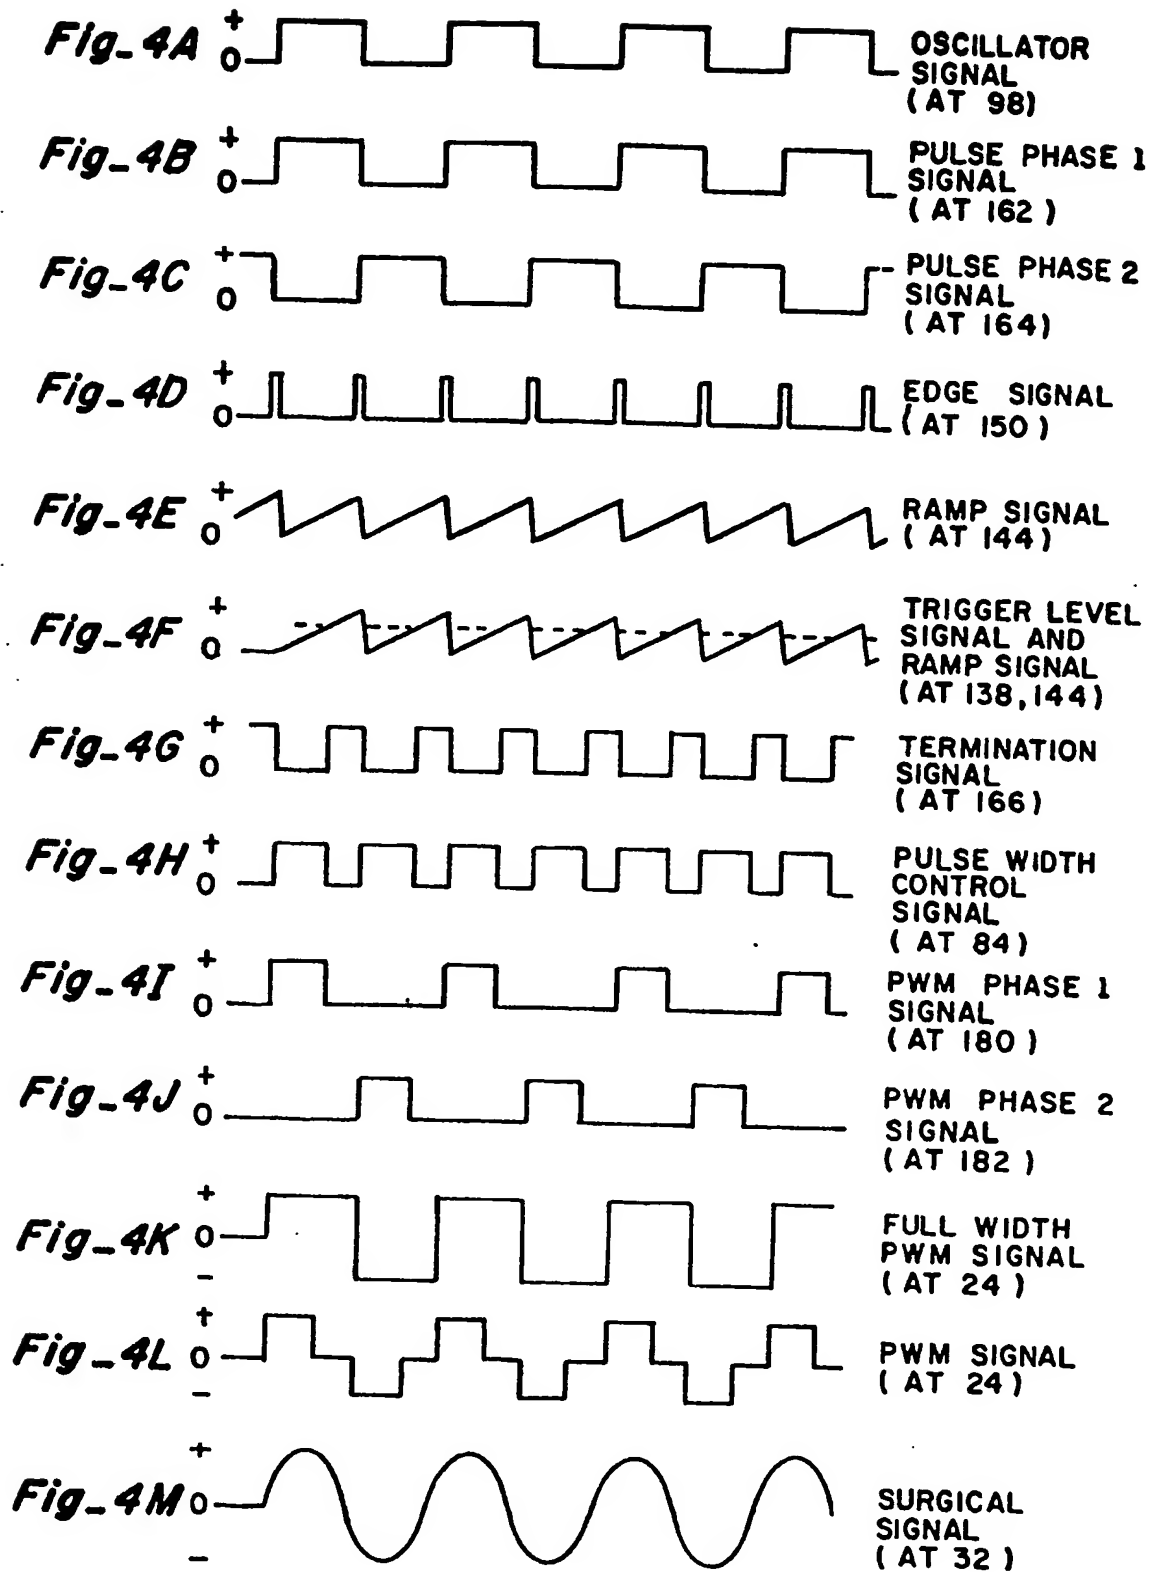 Fig_4A + 0 OSCILLATOR SIGNAL (AT 98)
Fig_4B + 0 PULSE PHASE 1 SIGNAL (AT 162)
Fig_4C + 0 PULSE PHASE 2 SIGNAL (AT 164)
Fig_4D + 0 EDGE SIGNAL (AT 150)
Fig_4E + 0 RAMP SIGNAL (AT 144)
Fig_4F + 0 TRIGGER LEVEL SIGNAL AND RAMP SIGNAL (AT 138,144)
Fig_4G + 0 TERMINATION SIGNAL (AT 166)
Fig_4H + 0 PULSE WIDTH CONTROL SIGNAL (AT 84)
Fig_4I + 0 PWM PHASE 1 SIGNAL (AT 180)
Fig_4J + 0 PWM PHASE 2 SIGNAL (AT 182)
Fig_4K + 0 - FULL WIDTH PWM SIGNAL (AT 24)
Fig_4L + 0 - PWM SIGNAL (AT 24)
Fig_4M + 0 - SURGICAL SIGNAL (AT 32)